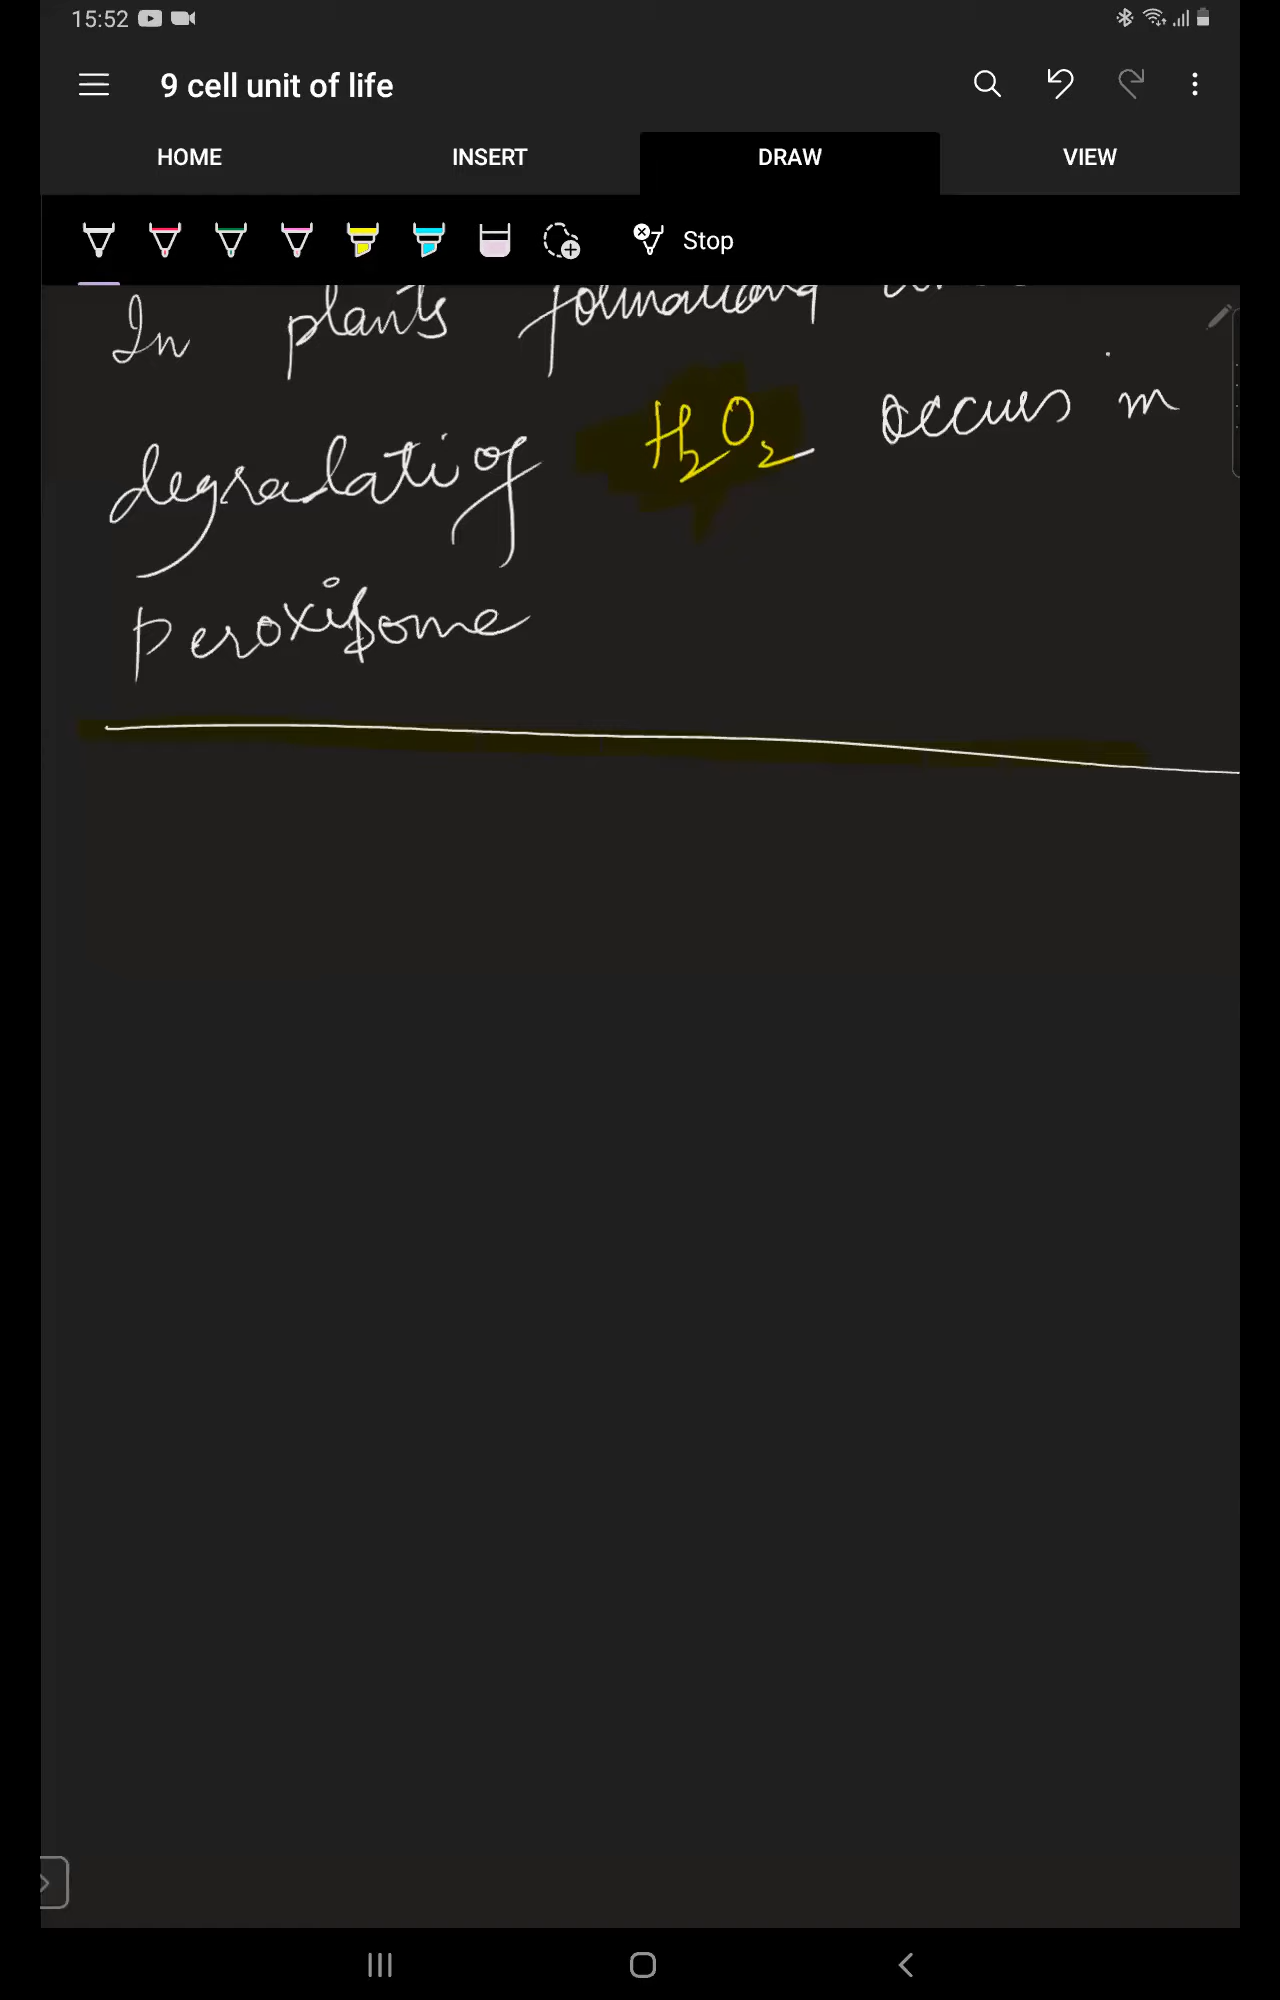 15:52
9 cell unit of life
HOME INSERT DRAW VIEW
Stop
In plants formation
degradati of H₂O₂ occurs in
peroxisome